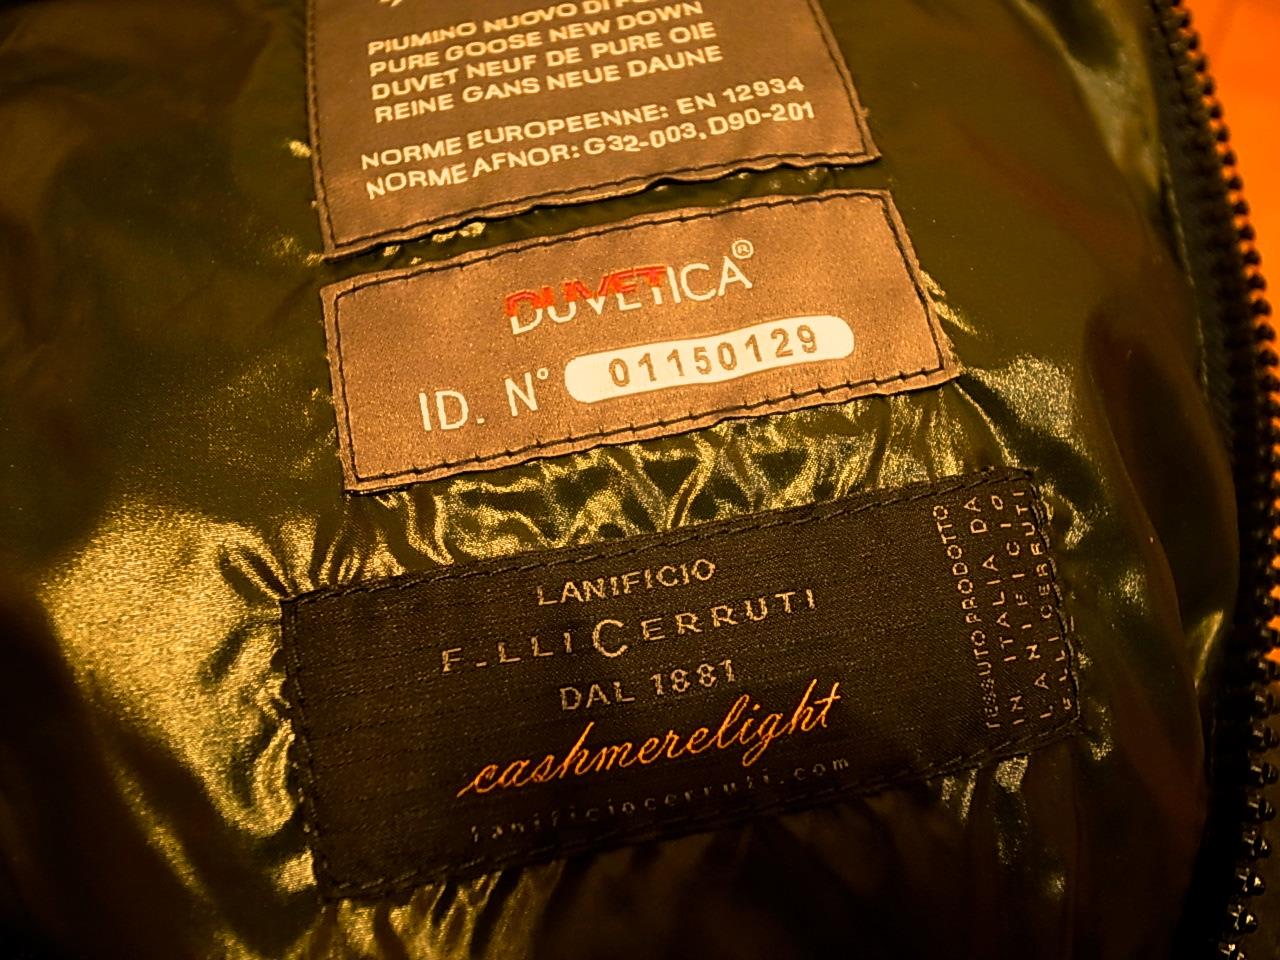 PIUMINO NUOVO DI
PURE GOOSE NEW DOWN
DUVET NEUF DE PURE OIE
REINE GANS NEUE DAUNE
NORME EUROPEENNE: EN 12934
NORME AFNOR: G32-003, D90-201
DUVETICA®
ID. N° 01150129
LANIFICIO
F.LLI CERRUTI
DAL 1881
cashmerelight
lanificiocerruti.com
TESSUTO PRODOTTO
IN ITALIA DA
LANIFICIO
F.LLI CERRUTI